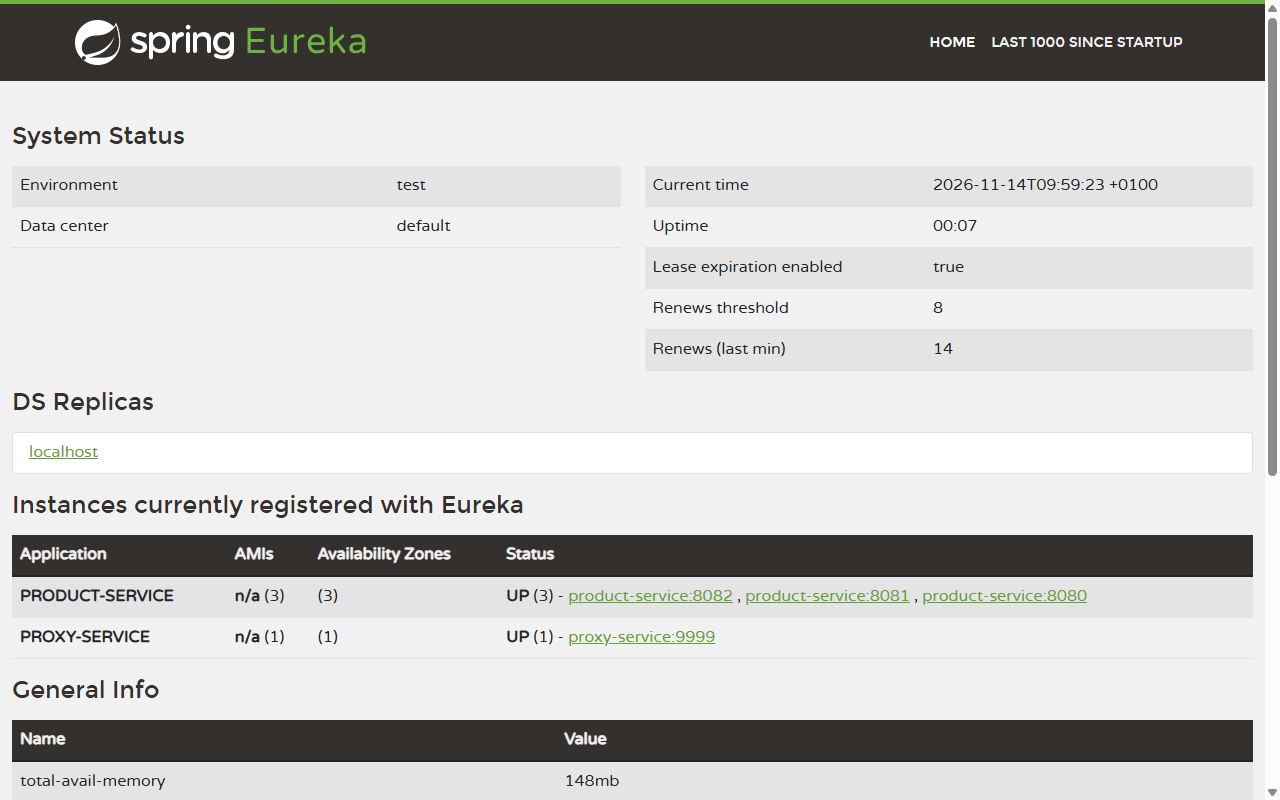 spring Eureka
HOME LAST 1000 SINCE STARTUP
System Status
Environment test
Data center default
Current time 2026-11-14T09:59:23 +0100
Uptime 00:07
Lease expiration enabled true
Renews threshold 8
Renews (last min) 14
DS Replicas
localhost
Instances currently registered with Eureka
Application AMIs Availability Zones Status
PRODUCT-SERVICE n/a (3) (3) UP (3) - product-service:8082 , product-service:8081 , product-service:8080
PROXY-SERVICE n/a (1) (1) UP (1) - proxy-service:9999
General Info
Name Value
total-avail-memory 148mb